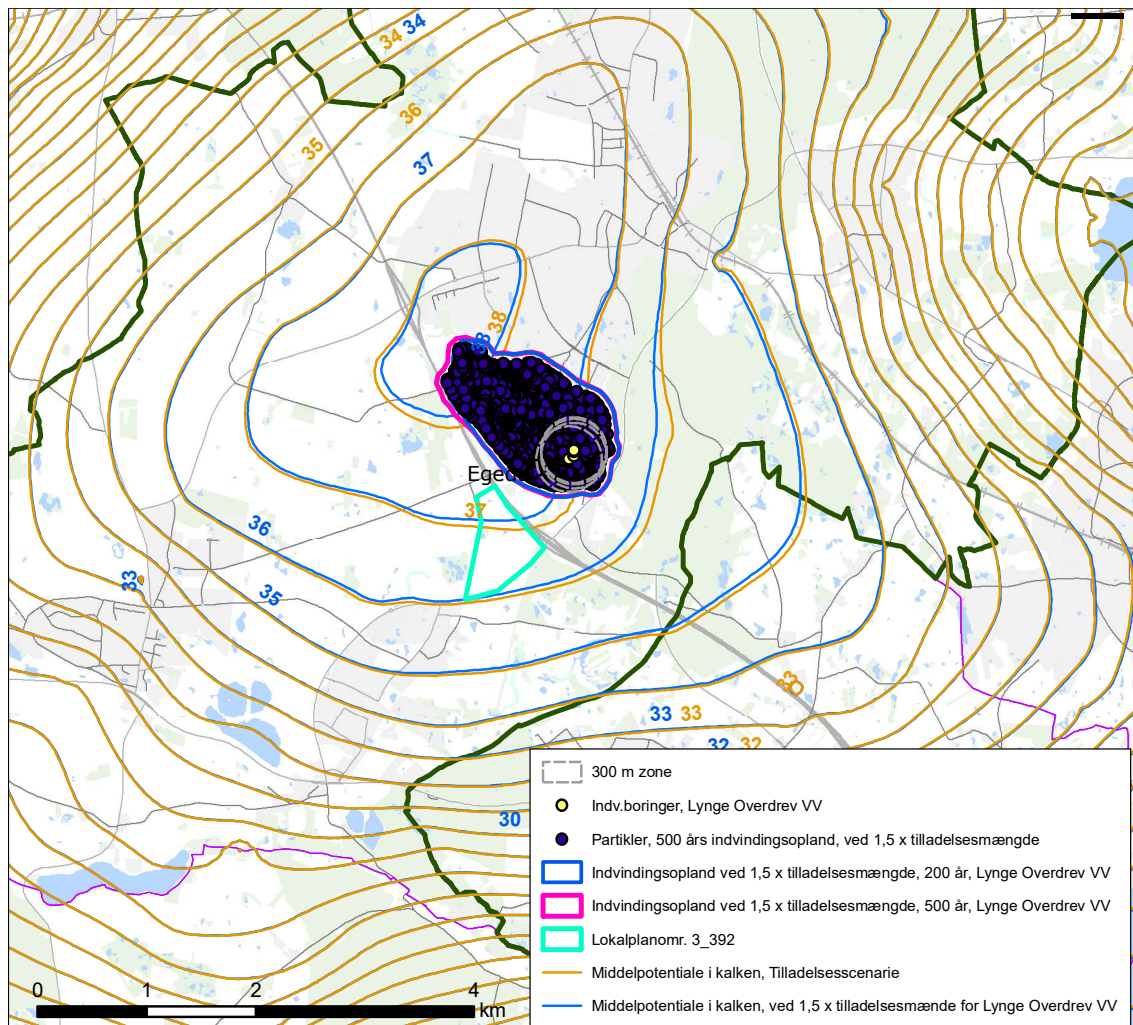 34 34
36
35
37
38
38
Eged
37
36
33
35
33
33 33
32 32
30
300 m zone
Indv.boringer, Lynge Overdrev VV
Partikler, 500 års indvindingsopland, ved 1,5 x tilladelsesmængde
Indvindingsopland ved 1,5 x tilladelsesmængde, 200 år, Lynge Overdrev VV
Indvindingsopland ved 1,5 x tilladelsesmængde, 500 år, Lynge Overdrev VV
Lokalplanomr. 3_392
Middelpotentiale i kalken, Tilladelsesscenarie
Middelpotentiale i kalken, ved 1,5 x tilladelsesmænde for Lynge Overdrev VV
0 1 2 4
km